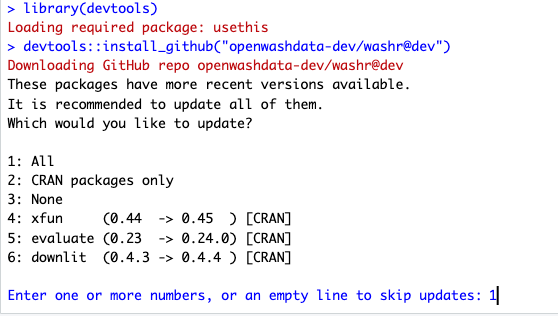 > library(devtools)
Loading required package: usethis
> devtools::install_github("openwashdata-dev/washr@dev")
Downloading GitHub repo openwashdata-dev/washr@dev
These packages have more recent versions available.
It is recommended to update all of them.
Which would you like to update?

1: All
2: CRAN packages only
3: None
4: xfun     (0.44  -> 0.45  ) [CRAN]
5: evaluate (0.23  -> 0.24.0) [CRAN]
6: downlit  (0.4.3 -> 0.4.4 ) [CRAN]

Enter one or more numbers, or an empty line to skip updates: 1